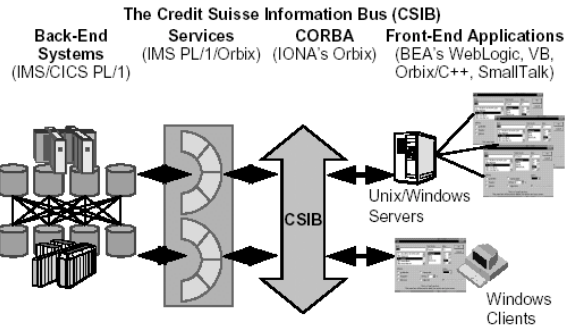 The Credit Suisse Information Bus (CSIB)
Back-End
Systems
(IMS/CICS PL/1)
Services
(IMS PL/1/Orbix)
CORBA
(IONA's Orbix)
Front-End Applications
(BEA's WebLogic, VB,
Orbix/C++, SmallTalk)
CSIB
Unix/Windows
Servers
Windows
Clients